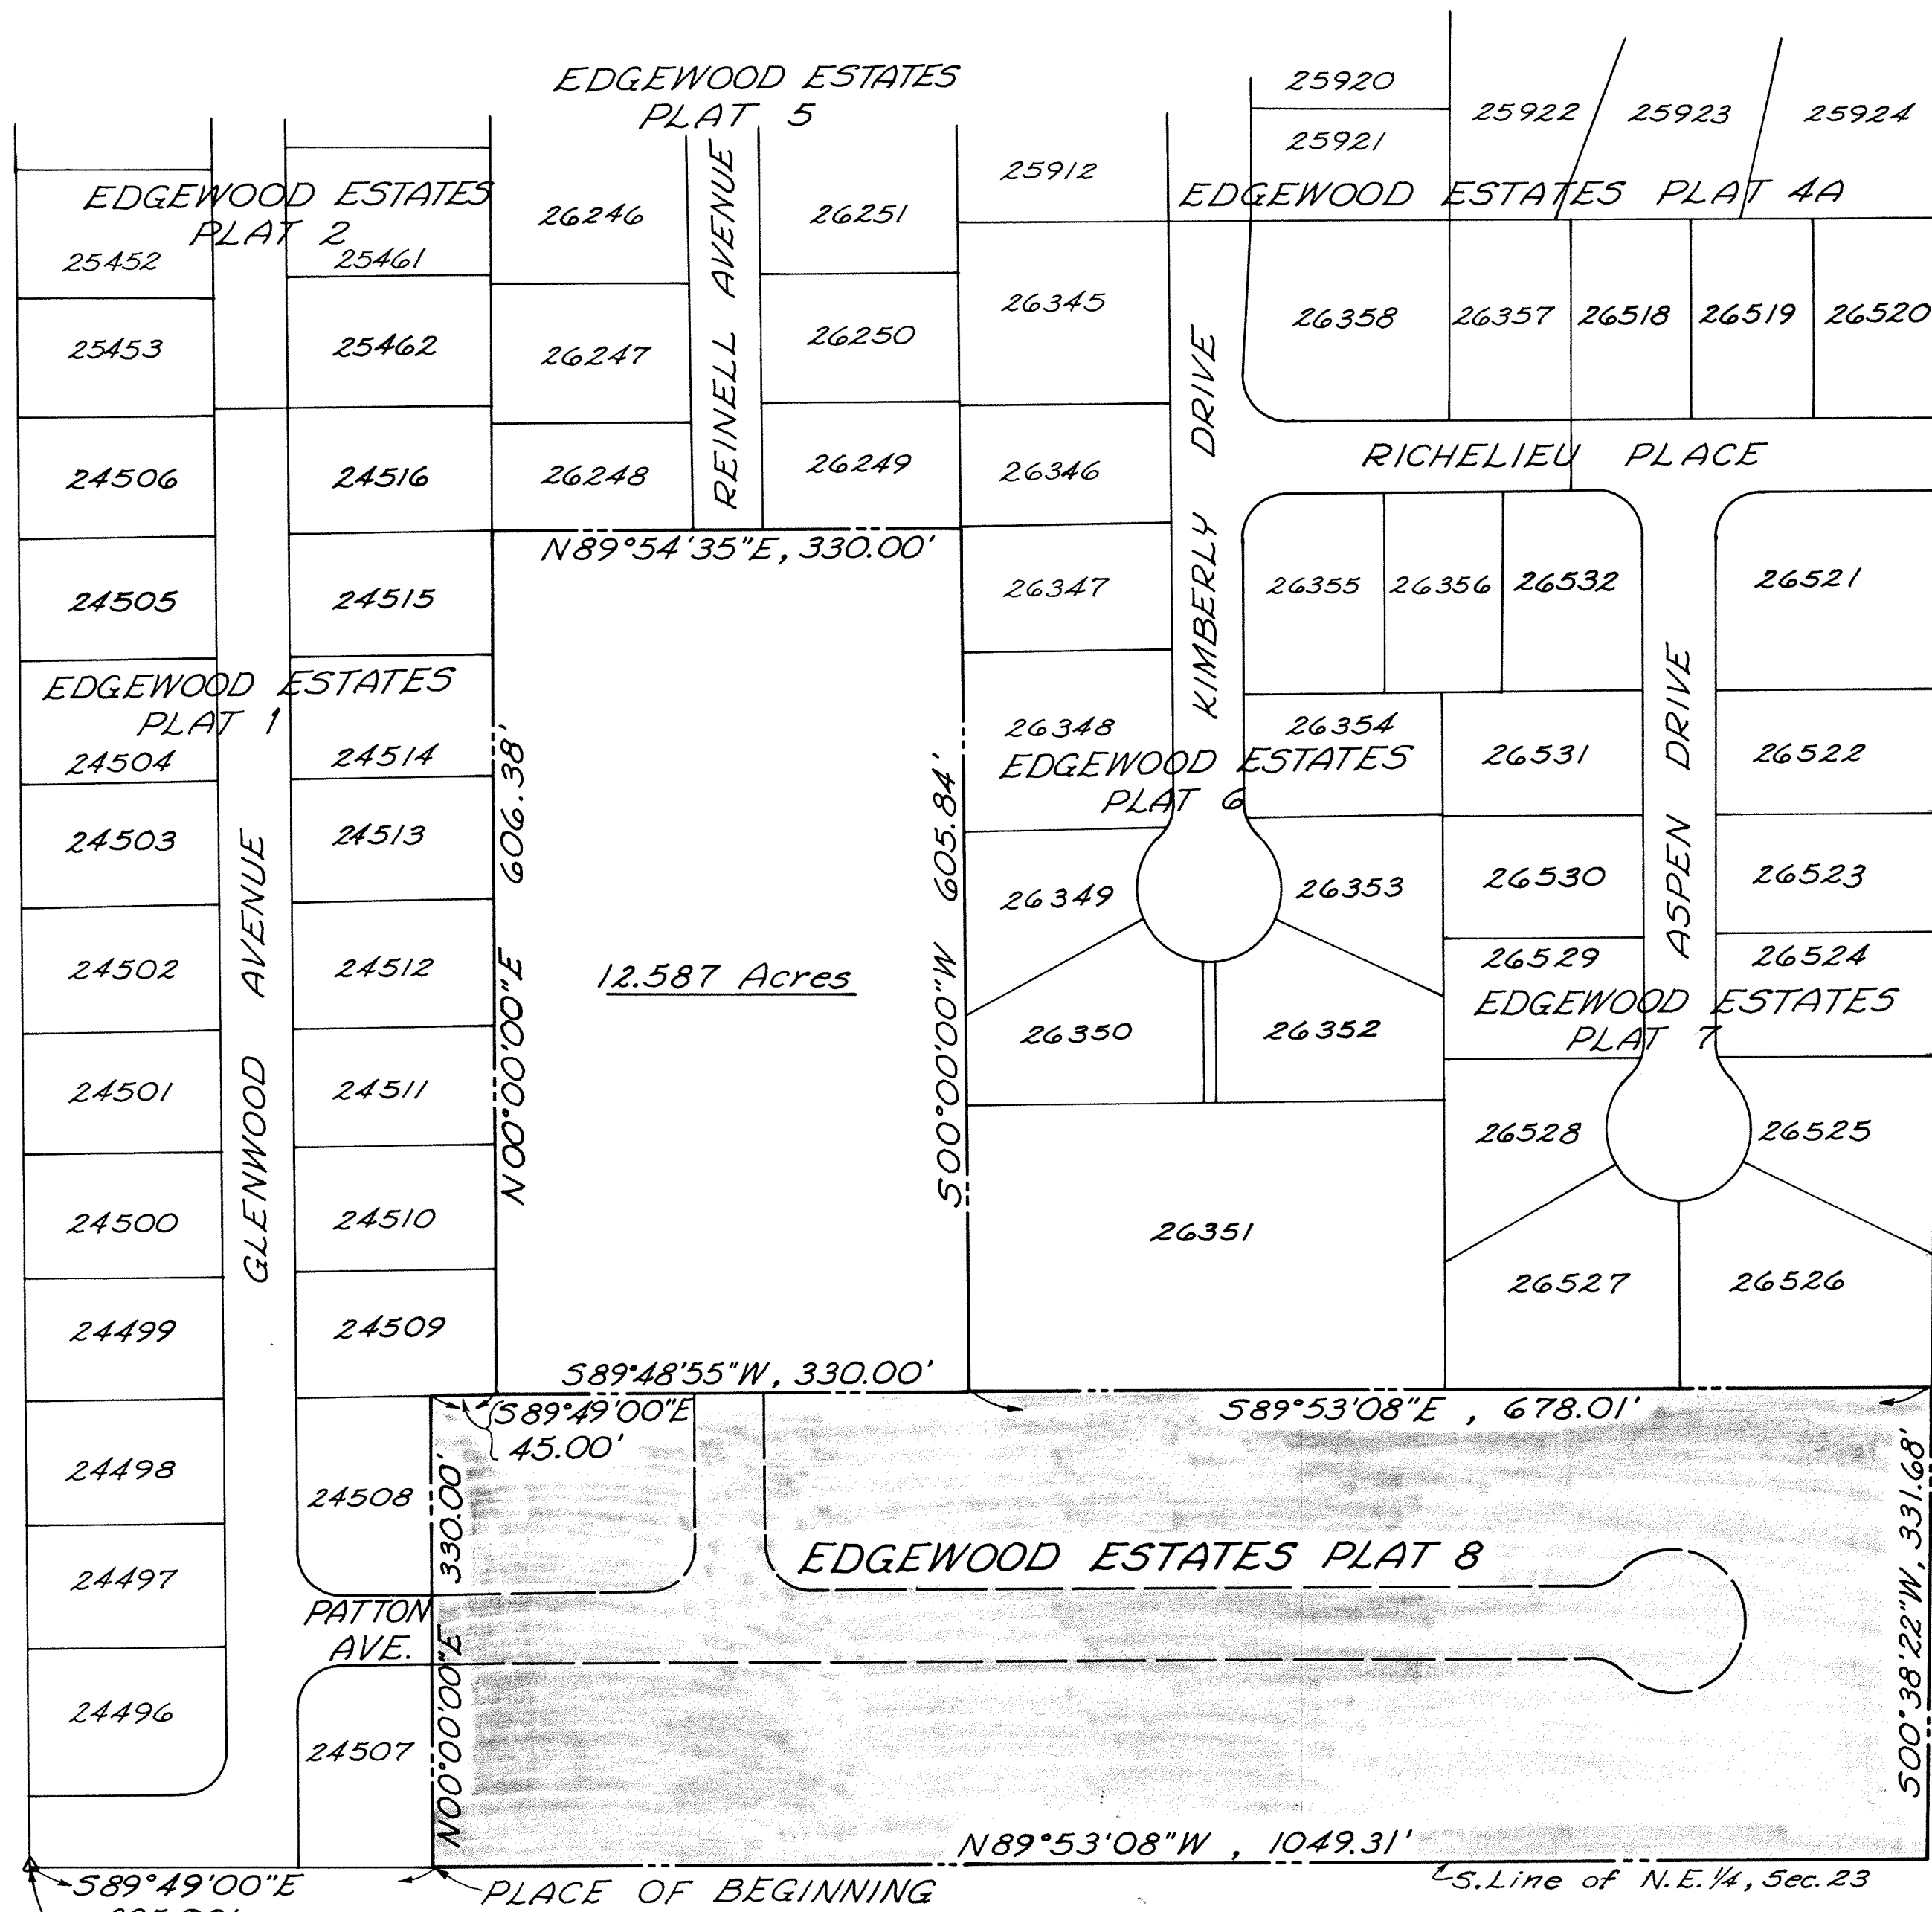 EDGEWOOD ESTATES
PLAT 5
25920
25921
25922
25923
25924
EDGEWOOD ESTATES
PLAT 2
25452
25461
26246
REINELL AVENUE
26251
25912
EDGEWOOD ESTATES PLAT 4A
25453
25462
26247
26250
26345
KIMBERLY DRIVE
26358
26357
26518
26519
26520
24506
24516
26248
26249
26346
RICHELIEU PLACE
N89°54'35"E, 330.00'
24505
24515
26347
26355
26356
26532
26521
EDGEWOOD ESTATES
PLAT 1
24504
24514
N00°00'00"E 606.38'
S00°00'00"W 605.84'
26348
26354
EDGEWOOD ESTATES
PLAT 6
26531
ASPEN DRIVE
26522
24503
GLENWOOD AVENUE
24513
26349
26353
26530
26523
24502
24512
12.587 Acres
26529
26524
EDGEWOOD ESTATES
PLAT 7
26350
26352
24501
24511
26528
26525
24500
24510
26351
26527
26526
24499
24509
S89°48'55"W, 330.00'
S89°49'00"E
45.00'
S89°53'08"E , 678.01'
24498
24508
N00°00'00"E 330.00'
S00°38'22"W, 331.68'
EDGEWOOD ESTATES PLAT 8
24497
PATTON
AVE.
24496
24507
N89°53'08"W , 1049.31'
S89°49'00"E
PLACE OF BEGINNING
S.Line of N.E.1/4, Sec.23